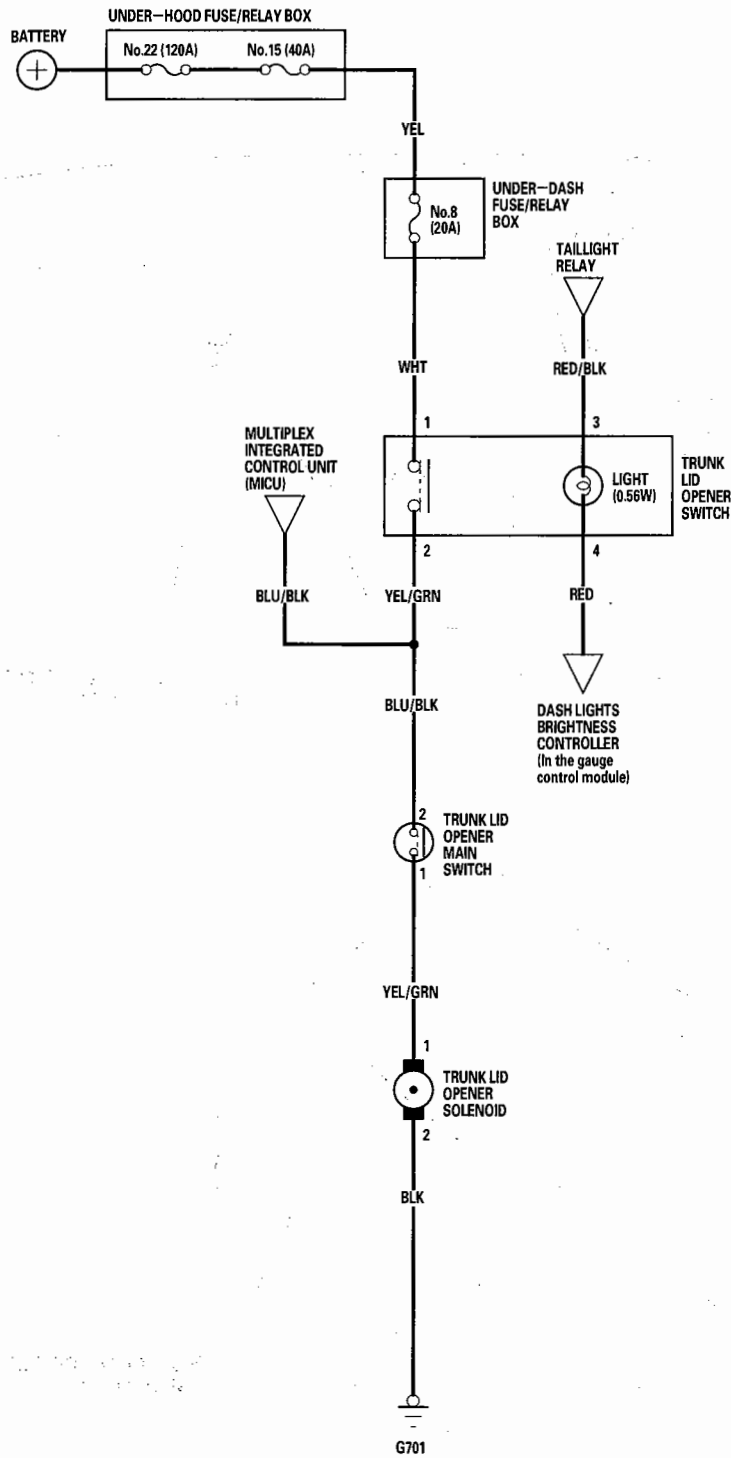 UNDER-HOOD FUSE/RELAY BOX
BATTERY
No.22 (120A)
No.15 (40A)
YEL
UNDER-DASH
FUSE/RELAY
BOX
No.8
(20A)
TAILLIGHT
RELAY
WHT
RED/BLK
1
3
MULTIPLEX
INTEGRATED
CONTROL UNIT
(MICU)
LIGHT
(0.56W)
TRUNK
LID
OPENER
SWITCH
2
4
BLU/BLK
YEL/GRN
RED
BLU/BLK
DASH LIGHTS
BRIGHTNESS
CONTROLLER
(In the gauge
control module)
2
TRUNK LID
OPENER
MAIN
SWITCH
1
YEL/GRN
1
TRUNK LID
OPENER
SOLENOID
2
BLK
G701